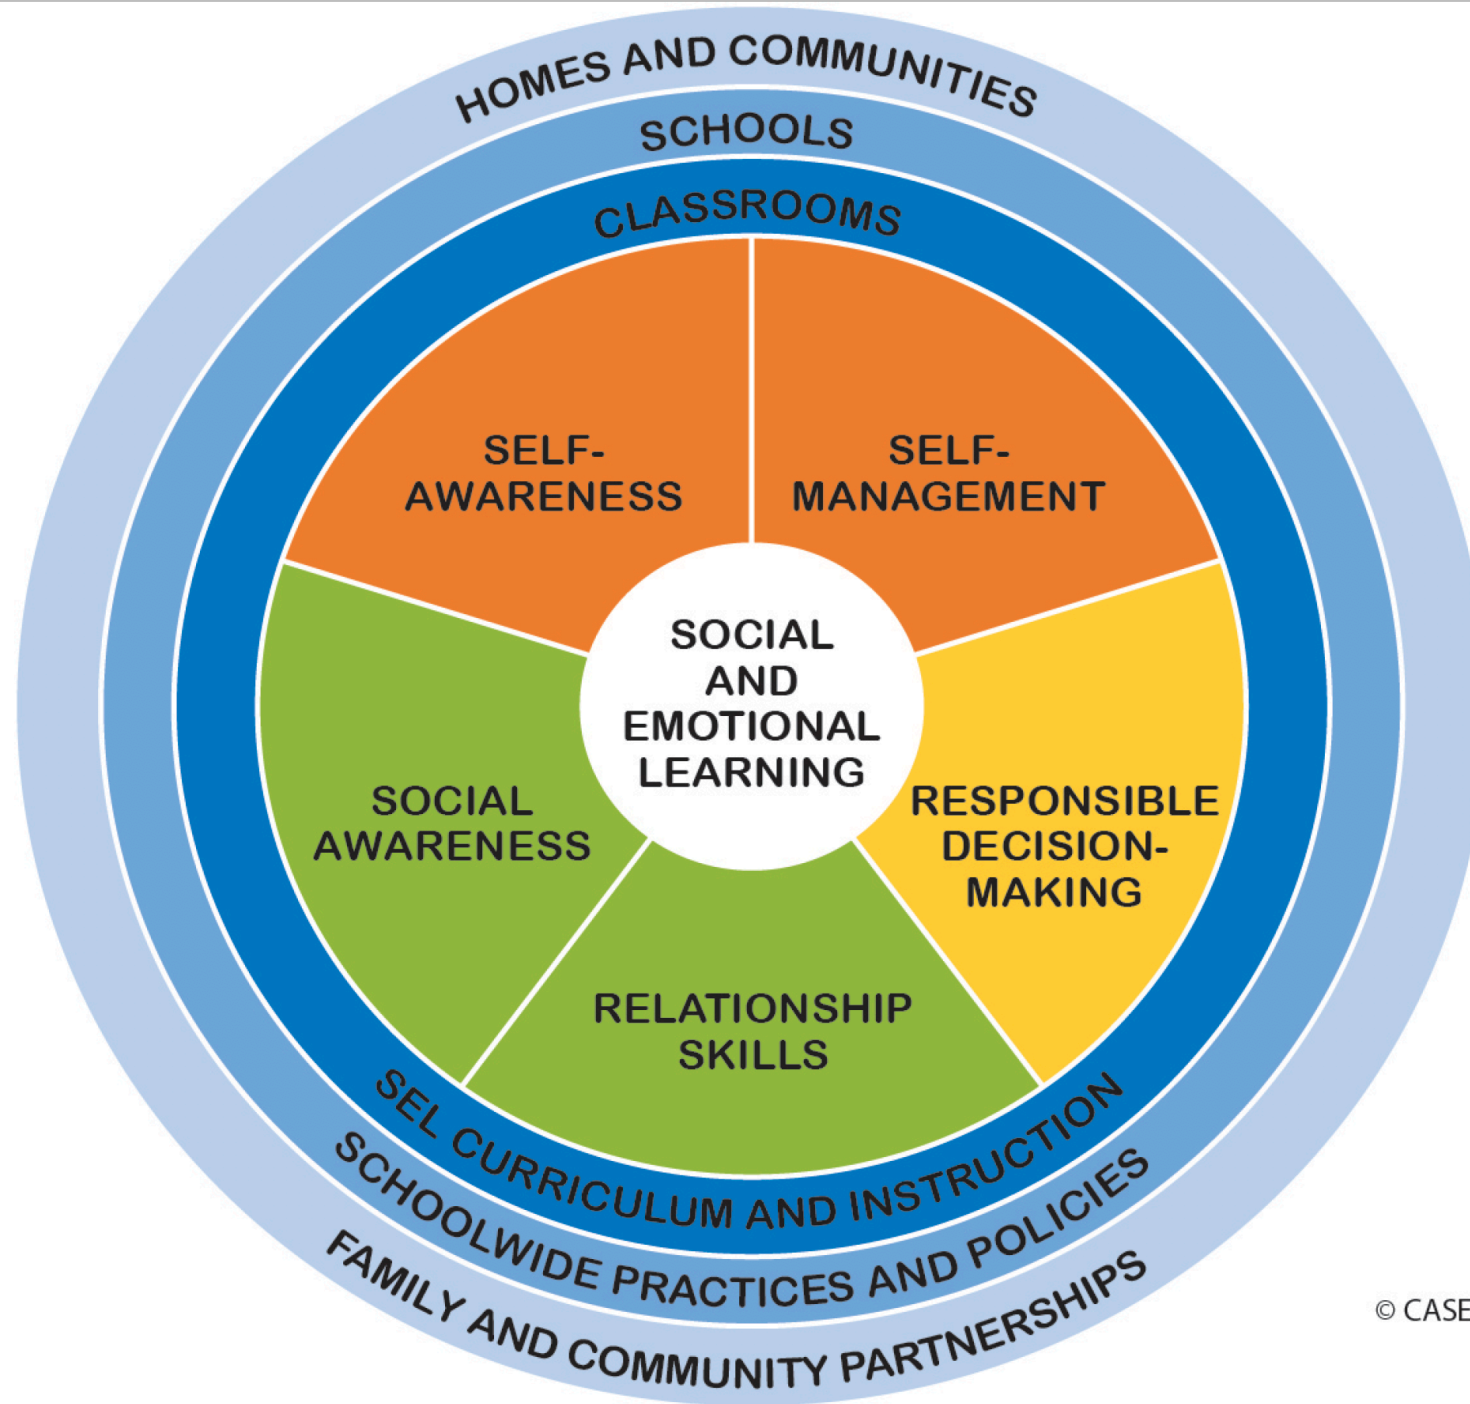 HOMES AND COMMUNITIES
SCHOOLS
CLASSROOMS
SELF-
AWARENESS
SELF-
MANAGEMENT
SOCIAL
AND
EMOTIONAL
LEARNING
SOCIAL
AWARENESS
RESPONSIBLE
DECISION-
MAKING
RELATIONSHIP
SKILLS
SEL CURRICULUM AND INSTRUCTION
SCHOOLWIDE PRACTICES AND POLICIES
FAMILY AND COMMUNITY PARTNERSHIPS
© CASE